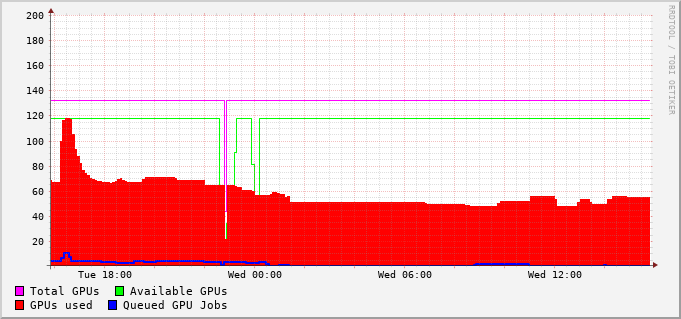 200
180
160
140
120
100
80
60
40
20
Tue 18:00 Wed 00:00 Wed 06:00 Wed 12:00
Total GPUs Available GPUs
GPUs used Queued GPU Jobs
RRDTOOL / TOBI OETIKER